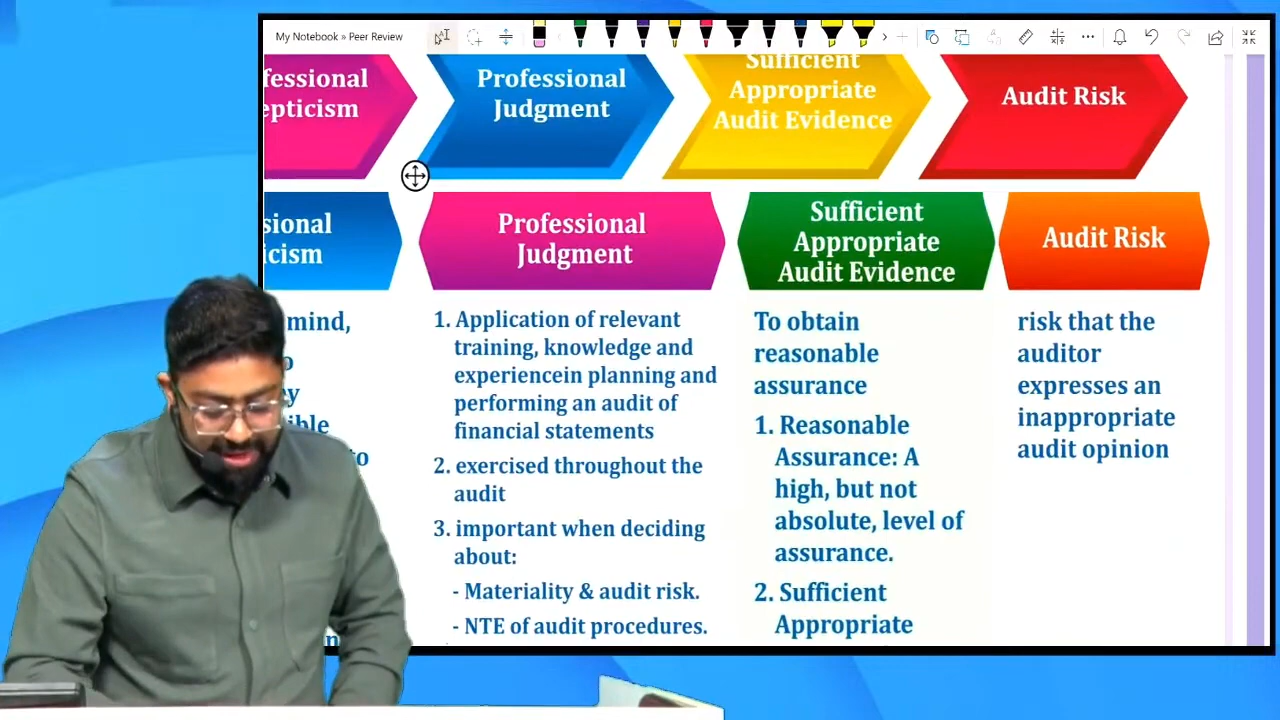 My Notebook » Peer Review
fessional
epticism
Professional
Judgment
Sufficient
Appropriate
Audit Evidence
Audit Risk
sional
icism
Professional
Judgment
Sufficient
Appropriate
Audit Evidence
Audit Risk
mind,
o
y
ible
to
1. Application of relevant
training, knowledge and
experiencein planning and
performing an audit of
financial statements
2. exercised throughout the
audit
3. important when deciding
about:
- Materiality & audit risk.
- NTE of audit procedures.
To obtain
reasonable
assurance
1. Reasonable
Assurance: A
high, but not
absolute, level of
assurance.
2. Sufficient
Appropriate
risk that the
auditor
expresses an
inappropriate
audit opinion